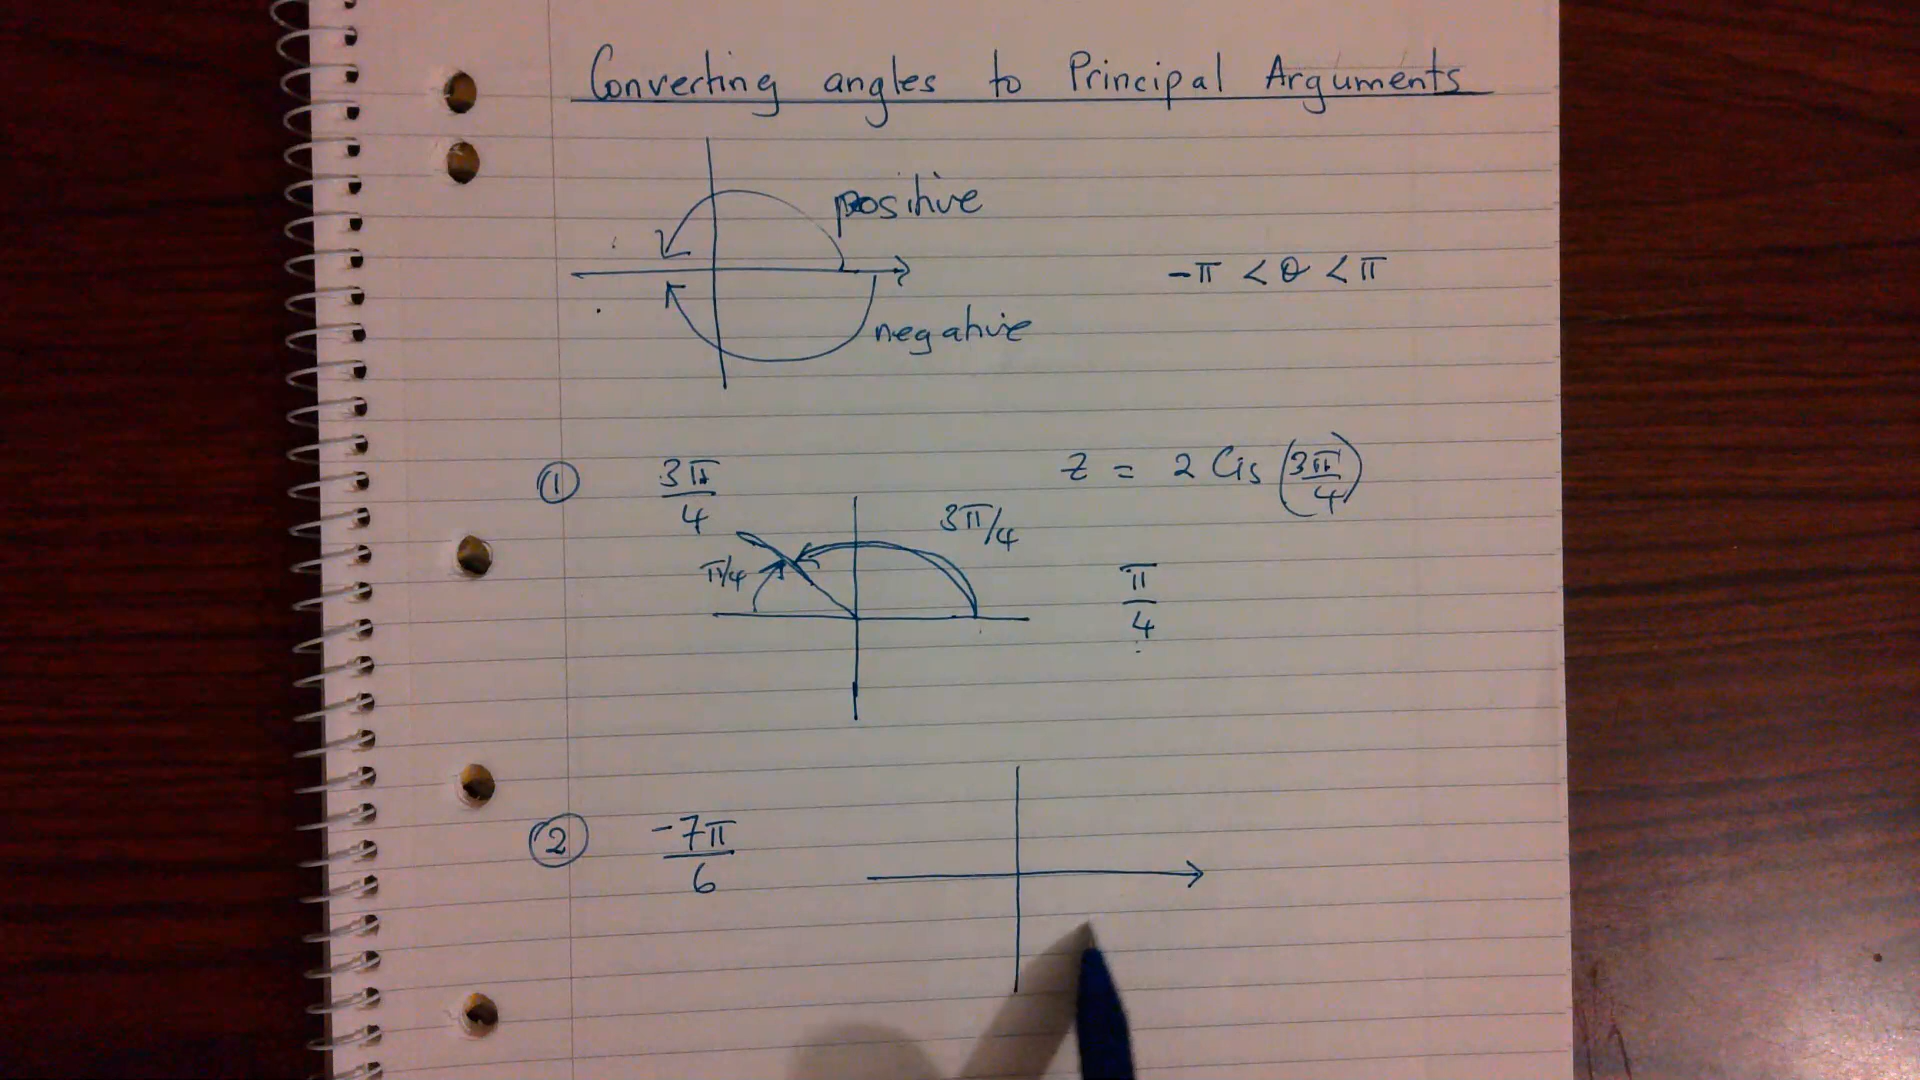 Converting angles to Principal Arguments
positive
-π < θ < π
negative
① 3π/4
z = 2 Cis (3π/4)
3π/4
π/4
π/4
② -7π/6